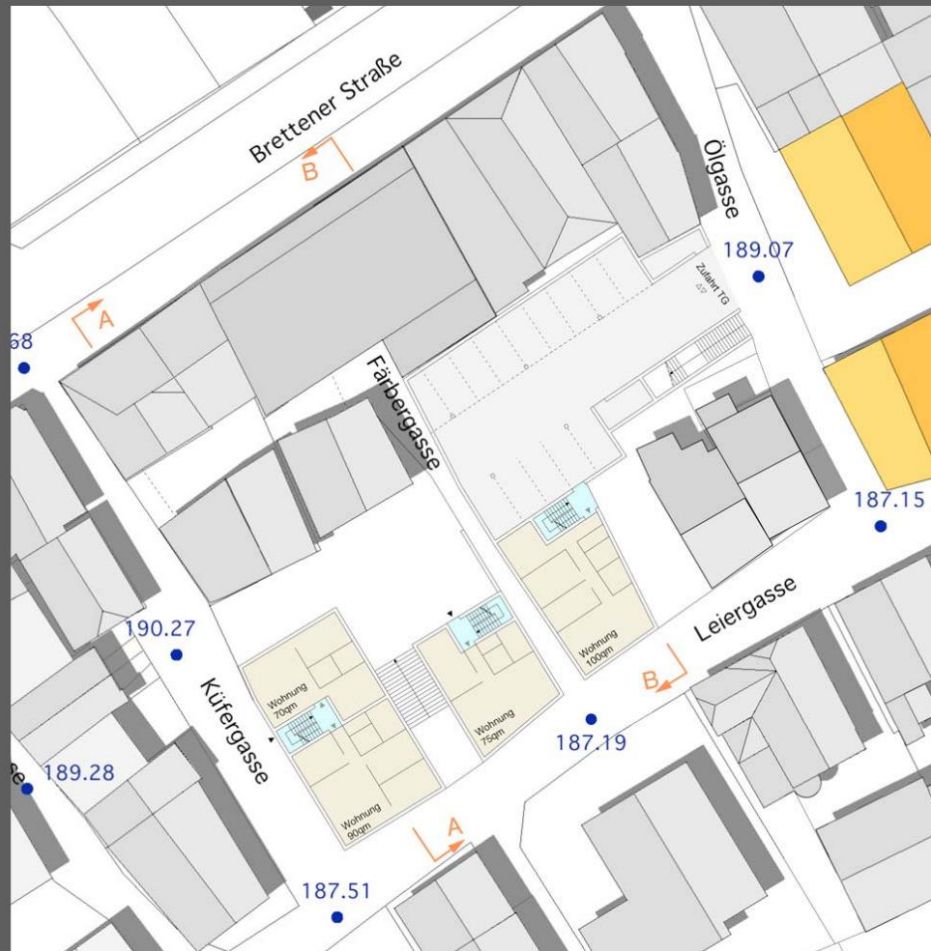 Brettener Straße
B
Ölgasse
189.07
Zufahrt TG
A
68
Färbergasse
187.15
Leiergasse
190.27
Wohnung
100qm
B
Wohnung
70qm
Küfergasse
Wohnung
75qm
187.19
189.28
se
Wohnung
90qm
A
187.51